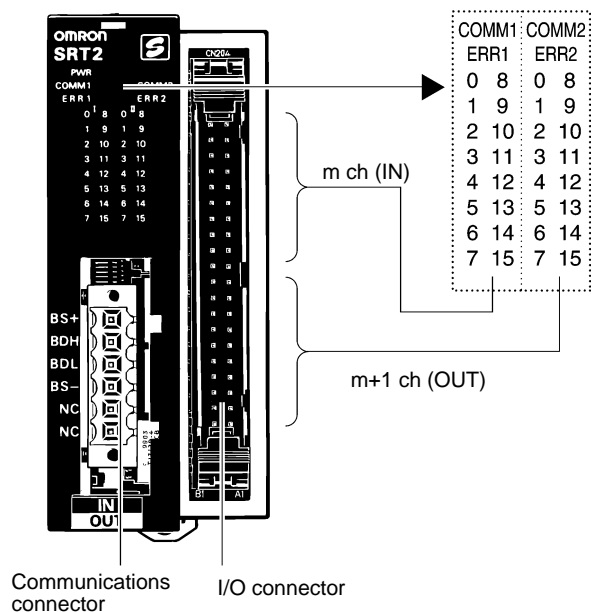 OMRON
SRT2
S
PWR
COMM1 COMM2
ERR1 ERR2
I II
0 8 0 8
1 9 1 9
2 10 2 10
3 11 3 11
4 12 4 12
5 13 5 13
6 14 6 14
7 15 7 15
BS+
BDH
BDL
BS–
NC
NC
IN
OUT
CN204
B1 A1
m ch (IN)
m+1 ch (OUT)
COMM1 COMM2
ERR1 ERR2
0 8 0 8
1 9 1 9
2 10 2 10
3 11 3 11
4 12 4 12
5 13 5 13
6 14 6 14
7 15 7 15
Communications
connector
I/O connector